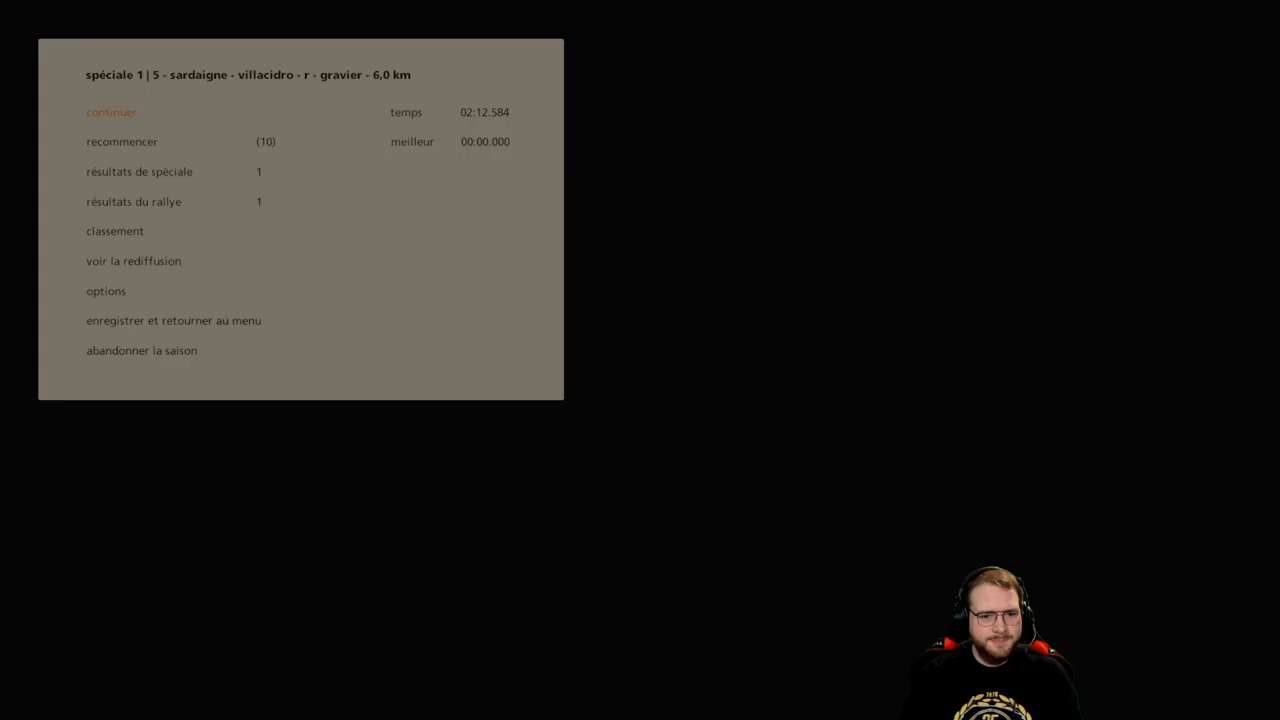 spéciale 1 | 5 - sardaigne - villacidro - r - gravier - 6,0 km
continuer temps 02:12.584
recommencer (10) meilleur 00:00.000
résultats de spéciale 1
résultats du rallye 1
classement
voir la rediffusion
options
enregistrer et retourner au menu
abandonner la saison